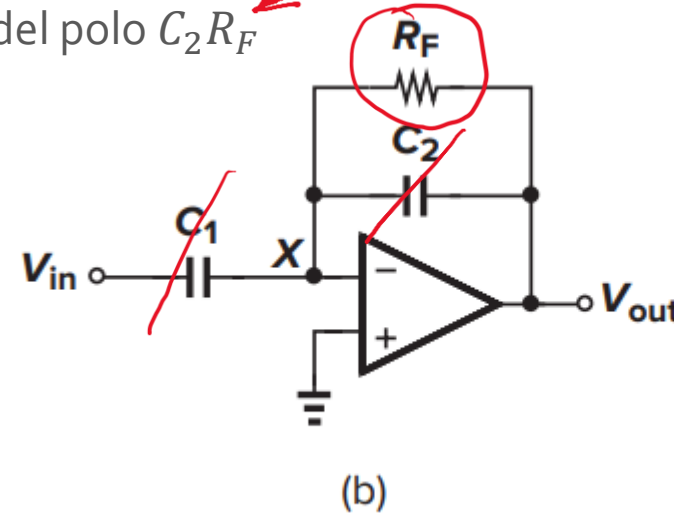 del polo C₂R_F
R_F
C₂
C₁
X
V_in
−
+
V_out
(b)